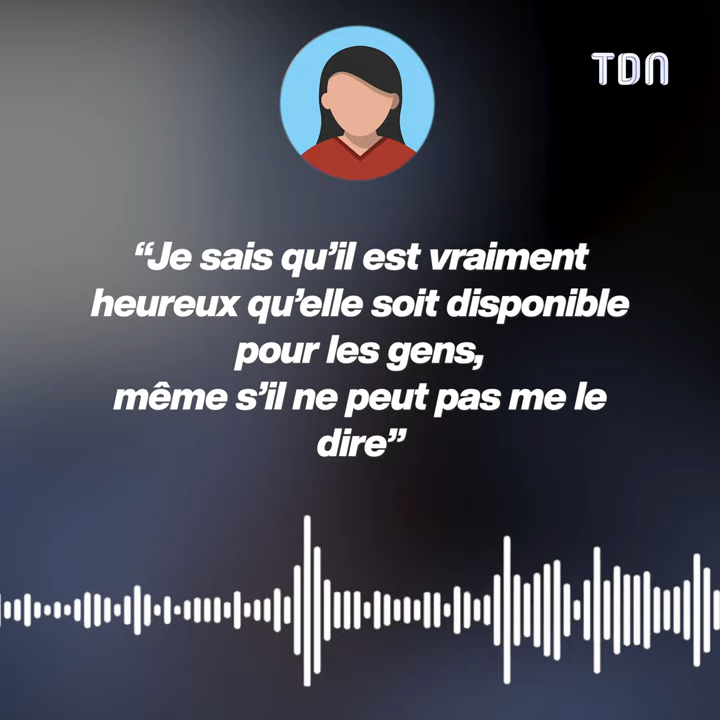 TDN
“Je sais qu’il est vraiment
heureux qu’elle soit disponible
pour les gens,
même s’il ne peut pas me le
dire”